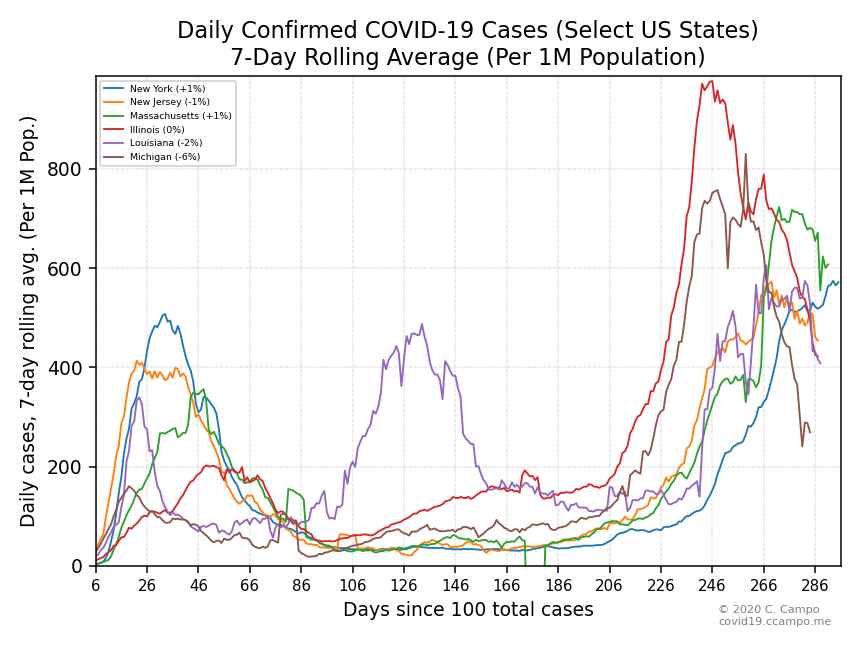 Daily Confirmed COVID-19 Cases (Select US States)
7-Day Rolling Average (Per 1M Population)
New York (+1%)
New Jersey (-1%)
Massachusetts (+1%)
Illinois (0%)
Louisiana (-2%)
Michigan (-6%)
Daily cases, 7-day rolling avg. (Per 1M Pop.)
800
600
400
200
0
6 26 46 66 86 106 126 146 166 186 206 226 246 266 286
Days since 100 total cases
© 2020 C. Campo
covid19.ccampo.me